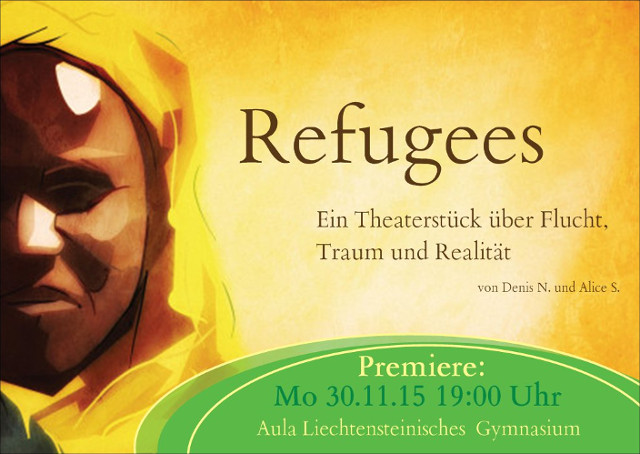 Refugees
Ein Theaterstück über Flucht,
Traum und Realität
von Denis N. und Alice S.
Premiere:
Mo 30.11.15 19:00 Uhr
Aula Liechtensteinisches Gymnasium